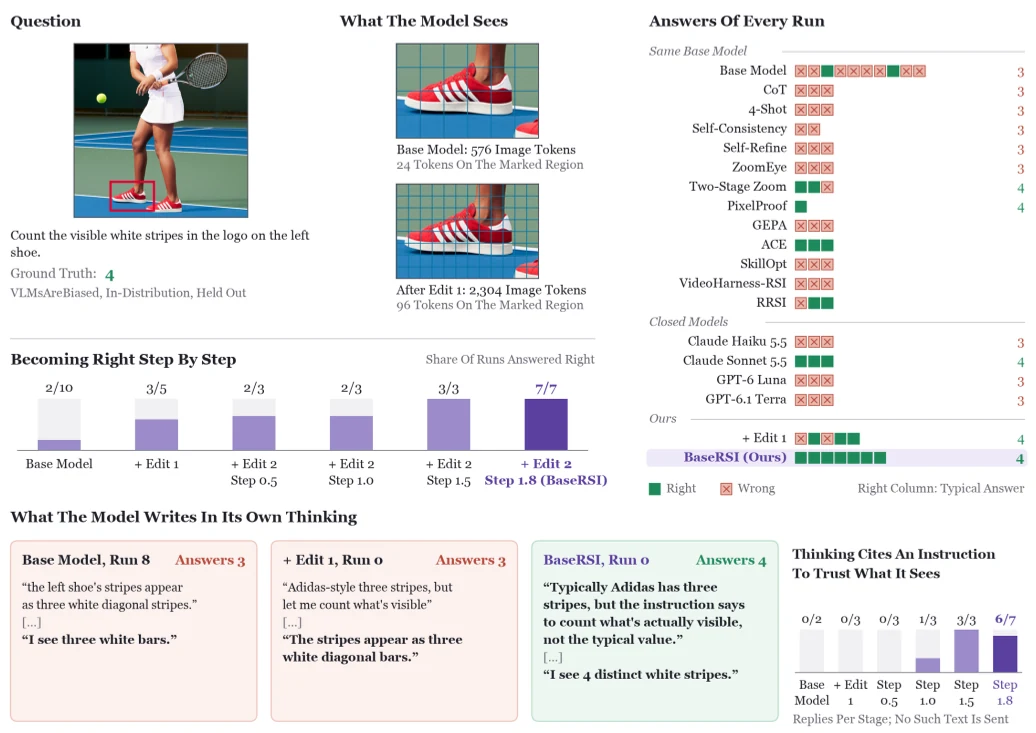 Question
Count the visible white stripes in the logo on the left
shoe.
Ground Truth: 4
VLMsAreBiased, In-Distribution, Held Out
What The Model Sees
Base Model: 576 Image Tokens
24 Tokens On The Marked Region
After Edit 1: 2,304 Image Tokens
96 Tokens On The Marked Region
Answers Of Every Run
Same Base Model
Base Model 3
CoT 3
4-Shot 3
Self-Consistency 3
Self-Refine 3
ZoomEye 3
Two-Stage Zoom 4
PixelProof 4
GEPA
ACE
SkillOpt
VideoHarness-RSI
RRSI
Closed Models
Claude Haiku 5.5 3
Claude Sonnet 5.5 4
GPT-6 Luna 3
GPT-6.1 Terra 3
Ours
+ Edit 1 4
BaseRSI (Ours) 4
Right Wrong Right Column: Typical Answer
Becoming Right Step By Step Share Of Runs Answered Right
2/10 3/5 2/3 2/3 3/3 7/7
Base Model + Edit 1 + Edit 2 + Edit 2 + Edit 2 + Edit 2
Step 0.5 Step 1.0 Step 1.5 Step 1.8 (BaseRSI)
What The Model Writes In Its Own Thinking
Base Model, Run 8 Answers 3
“the left shoe's stripes appear
as three white diagonal stripes.”
[...]
“I see three white bars.”
+ Edit 1, Run 0 Answers 3
“Adidas-style three stripes, but
let me count what's visible”
[...]
“The stripes appear as three
white diagonal bars.”
BaseRSI, Run 0 Answers 4
“Typically Adidas has three
stripes, but the instruction says
to count what's actually visible,
not the typical value.”
[...]
“I see 4 distinct white stripes.”
Thinking Cites An Instruction
To Trust What It Sees
0/2 0/3 0/3 1/3 3/3 6/7
Base + Edit Step Step Step Step
Model 1 0.5 1.0 1.5 1.8
Replies Per Stage; No Such Text Is Sent